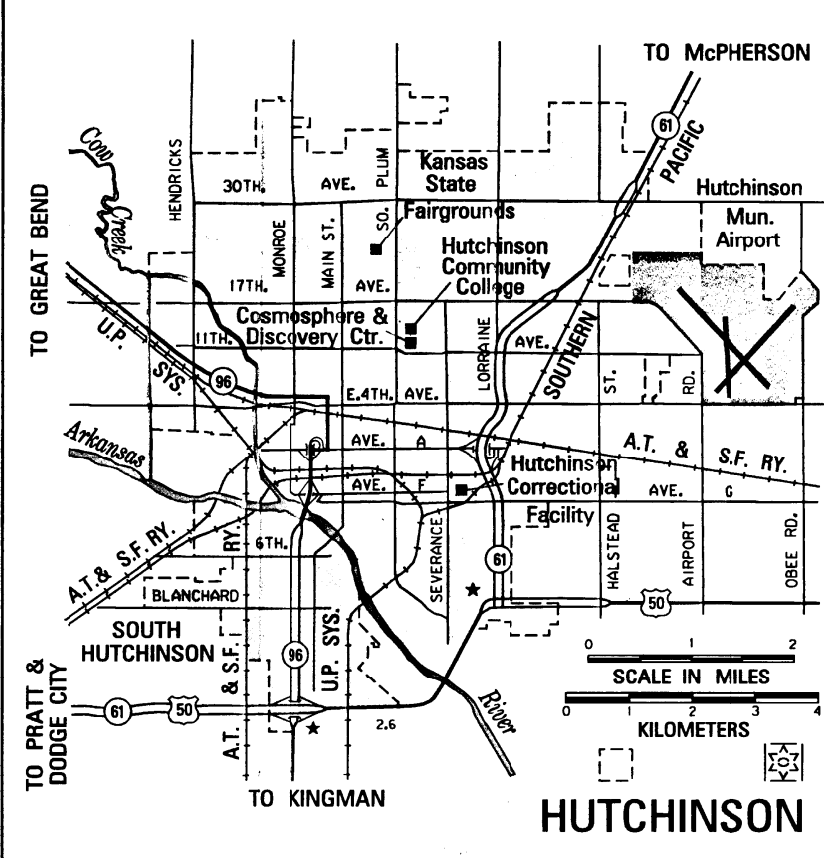 TO McPHERSON
61
PACIFIC
Cow
Creek
HENDRICKS
30TH.
AVE.
PLUM
SO.
Kansas
State
Fairgrounds
Hutchinson
Mun.
Airport
TO GREAT BEND
MONROE
MAIN ST.
Hutchinson
Community
College
17TH.
AVE.
Cosmosphere &
Discovery Ctr.
11TH.
AVE.
LORRAINE
SOUTHERN
U.P.
SYS.
96
E.4TH.
AVE.
ST.
RD.
Arkansas
AVE.
A
A.T. & S.F. RY.
Hutchinson
Correctional
Facility
AVE.
F
AVE.
G
A.T.& S.F. RY.
RY.
6TH.
SEVERANCE
61
HALSTEAD
AIRPORT
OBEE RD.
BLANCHARD
50
SOUTH
HUTCHINSON
96
U.P. SYS.
A.T. & S.F.
0
2
SCALE IN MILES
River
TO PRATT &
DODGE CITY
61
50
2.6
0
1
2
3
4
KILOMETERS
TO KINGMAN
HUTCHINSON